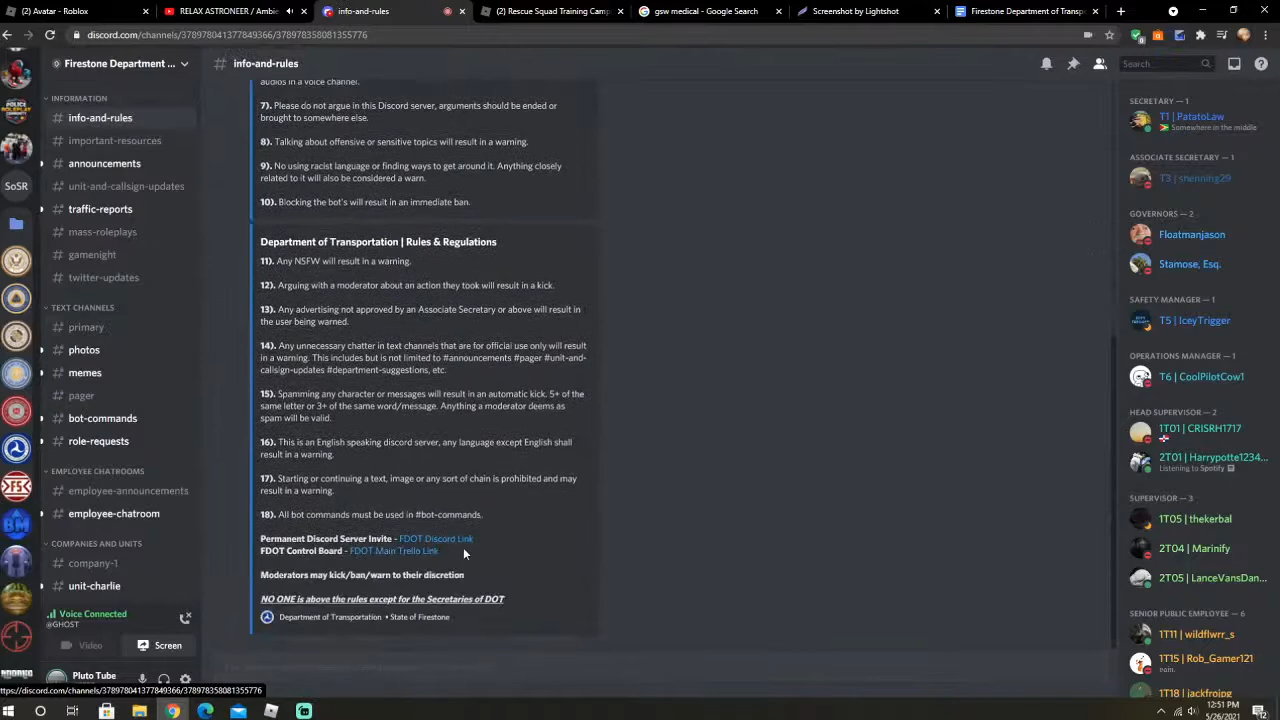 (2) Avatar - Roblox
RELAX ASTRONEER / Ambie
info-and-rules
(2) Rescue Squad Training Camp
gsw medical - Google Search
Screenshot by Lightshot
Firestone Department of Transp
discord.com/channels/378978041377849366/378978358081355776
Firestone Department ...
# info-and-rules
Search...
INFORMATION
info-and-rules
important-resources
announcements
unit-and-callsign-updates
traffic-reports
mass-roleplays
gamenight
twitter-updates
TEXT CHANNELS
primary
photos
memes
pager
bot-commands
role-requests
EMPLOYEE CHATROOMS
employee-announcements
employee-chatroom
COMPANIES AND UNITS
company-1
unit-charlie
Voice Connected
@GHOST
Video
Screen
Pluto Tube
SoSR
audios in a voice channel.
7). Please do not argue in this Discord server, arguments should be ended or
brought to somewhere else.
8). Talking about offensive or sensitive topics will result in a warning.
9). No using racist language or finding ways to get around it. Anything closely
related to it will also be considered a warn.
10). Blocking the bot's will result in an immediate ban.
Department of Transportation | Rules & Regulations
11). Any NSFW will result in a warning.
12). Arguing with a moderator about an action they took will result in a kick.
13). Any advertising not approved by an Associate Secretary or above will result in
the user being warned.
14). Any unnecessary chatter in text channels that are for official use only will result
in a warning. This includes but is not limited to #announcements #pager #unit-and-
callsign-updates #department-suggestions, etc.
15). Spamming any character or messages will result in an automatic kick. 5+ of the
same letter or 3+ of the same word/message. Anything a moderator deems as
spam will be valid.
16). This is an English speaking discord server, any language except English shall
result in a warning.
17). Starting or continuing a text, image or any sort of chain is prohibited and may
result in a warning.
18). All bot commands must be used in #bot-commands.
Permanent Discord Server Invite - FDOT Discord Link
FDOT Control Board - FDOT Main Trello Link
Moderators may kick/ban/warn to their discretion
NO ONE is above the rules except for the Secretaries of DOT
Department of Transportation • State of Firestone
SECRETARY — 1
T1 | PatatoLaw
Somewhere in the middle
ASSOCIATE SECRETARY — 1
T3 | snenning29
GOVERNORS — 2
Floatmanjason
Stamose, Esq.
SAFETY MANAGER — 1
T5 | IceyTrigger
OPERATIONS MANAGER — 1
T6 | CoolPilotCow1
HEAD SUPERVISOR — 2
1T01 | CRISRH1717
2T01 | Harrypotte1234...
Listening to Spotify
SUPERVISOR — 3
1T05 | thekerbal
2T04 | Marinify
2T05 | LanceVansDan...
SENIOR PUBLIC EMPLOYEE — 6
1T11 | wildflwrr_s
1T15 | Rob_Gamer121
1T18 | jackfrojpg
https://discord.com/channels/378978041377849366/378978358081355776
12:51 PM
5/26/2021